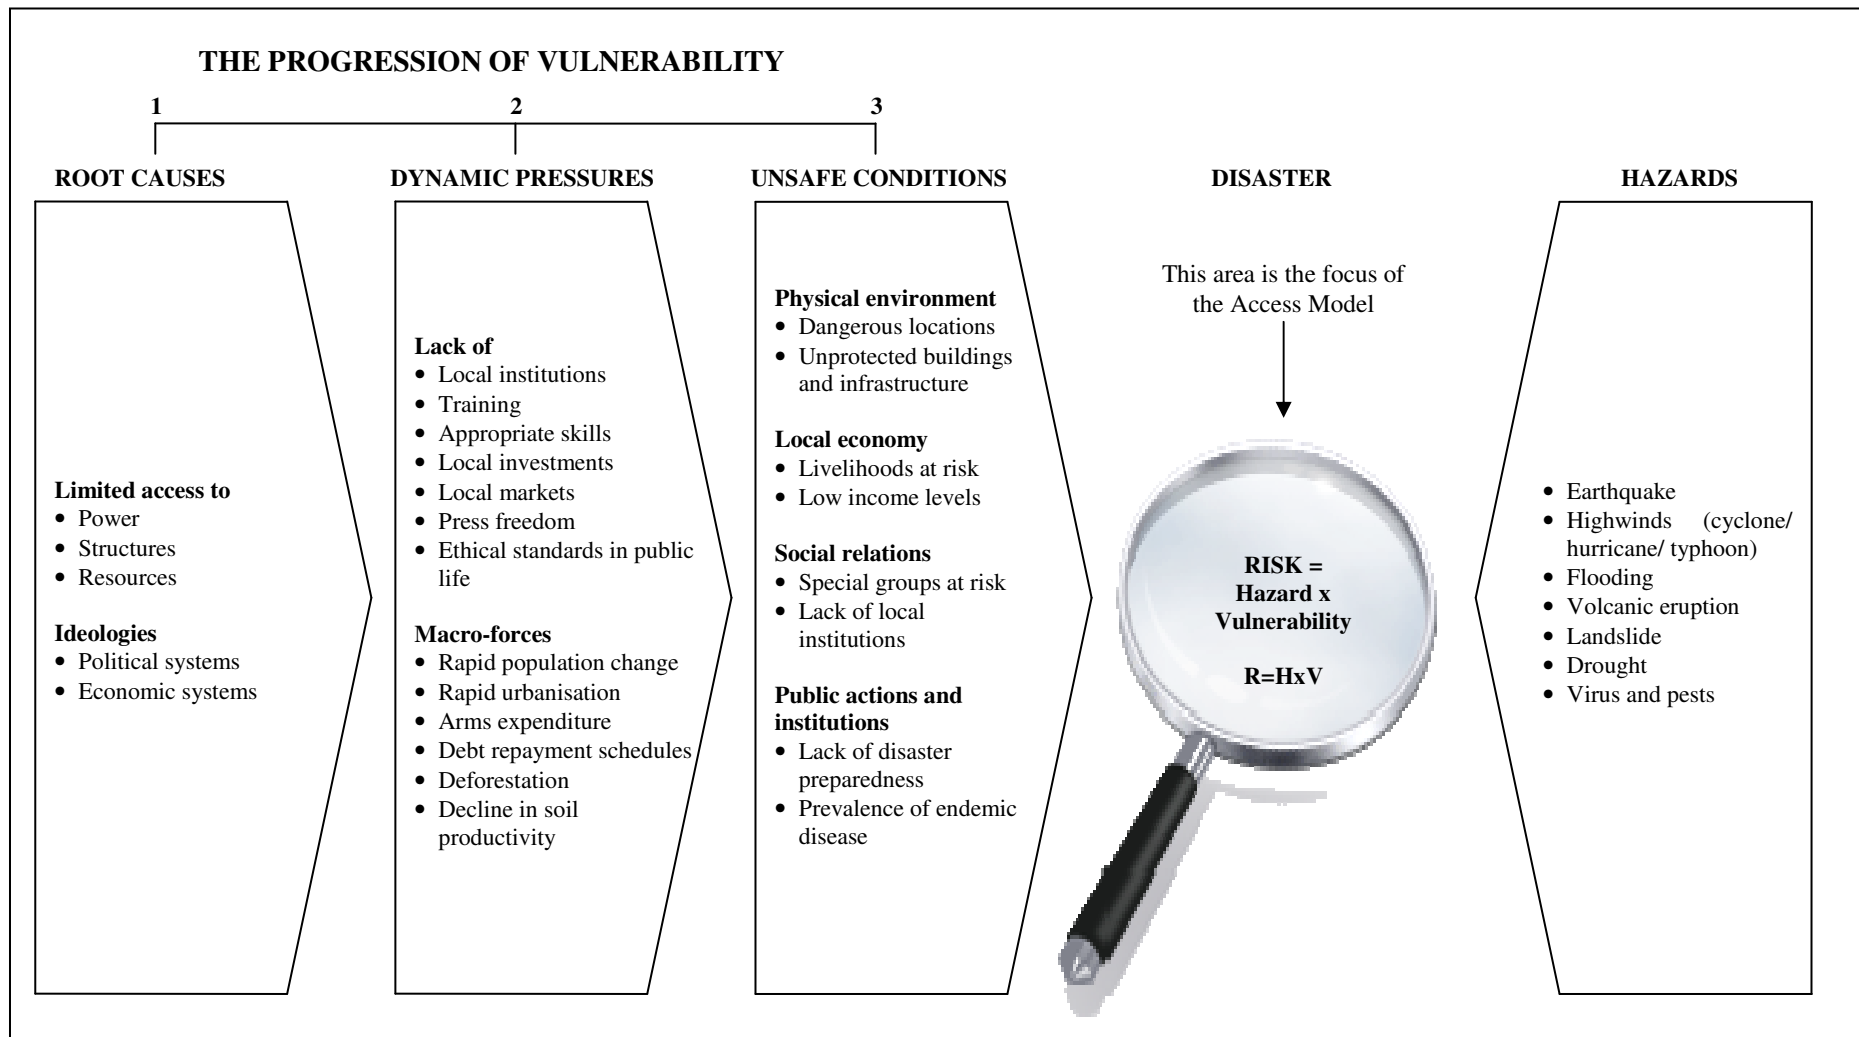 THE PROGRESSION OF VULNERABILITY
1
2
3
ROOT CAUSES
Limited access to
• Power
• Structures
• Resources
Ideologies
• Political systems
• Economic systems
DYNAMIC PRESSURES
Lack of
• Local institutions
• Training
• Appropriate skills
• Local investments
• Local markets
• Press freedom
• Ethical standards in public
life
Macro-forces
• Rapid population change
• Rapid urbanisation
• Arms expenditure
• Debt repayment schedules
• Deforestation
• Decline in soil
productivity
UNSAFE CONDITIONS
Physical environment
• Dangerous locations
• Unprotected buildings
and infrastructure
Local economy
• Livelihoods at risk
• Low income levels
Social relations
• Special groups at risk
• Lack of local
institutions
Public actions and
institutions
• Lack of disaster
preparedness
• Prevalence of endemic
disease
DISASTER
This area is the focus of
the Access Model
RISK =
Hazard x
Vulnerability
R=HxV
HAZARDS
• Earthquake
• Highwinds (cyclone/
hurricane/ typhoon)
• Flooding
• Volcanic eruption
• Landslide
• Drought
• Virus and pests